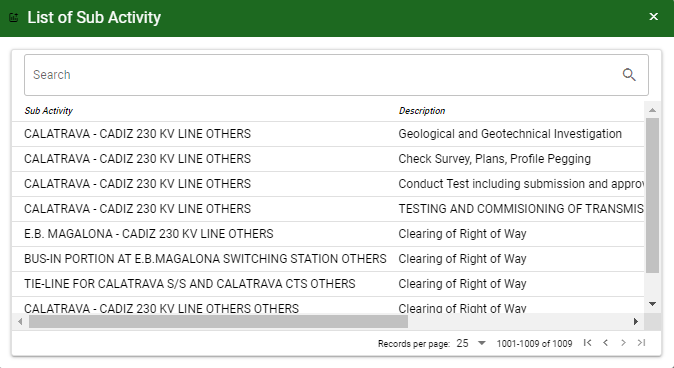 List of Sub Activity
Search
Sub Activity Description
CALATRAVA - CADIZ 230 KV LINE OTHERS Geological and Geotechnical Investigation
CALATRAVA - CADIZ 230 KV LINE OTHERS Check Survey, Plans, Profile Pegging
CALATRAVA - CADIZ 230 KV LINE OTHERS Conduct Test including submission and approv
CALATRAVA - CADIZ 230 KV LINE OTHERS TESTING AND COMMISIONING OF TRANSMIS
E.B. MAGALONA - CADIZ 230 KV LINE OTHERS Clearing of Right of Way
BUS-IN PORTION AT E.B.MAGALONA SWITCHING STATION OTHERS Clearing of Right of Way
TIE-LINE FOR CALATRAVA S/S AND CALATRAVA CTS OTHERS Clearing of Right of Way
CALATRAVA - CADIZ 230 KV LINE OTHERS OTHERS Clearing of Right of Way
Records per page: 25 1001-1009 of 1009